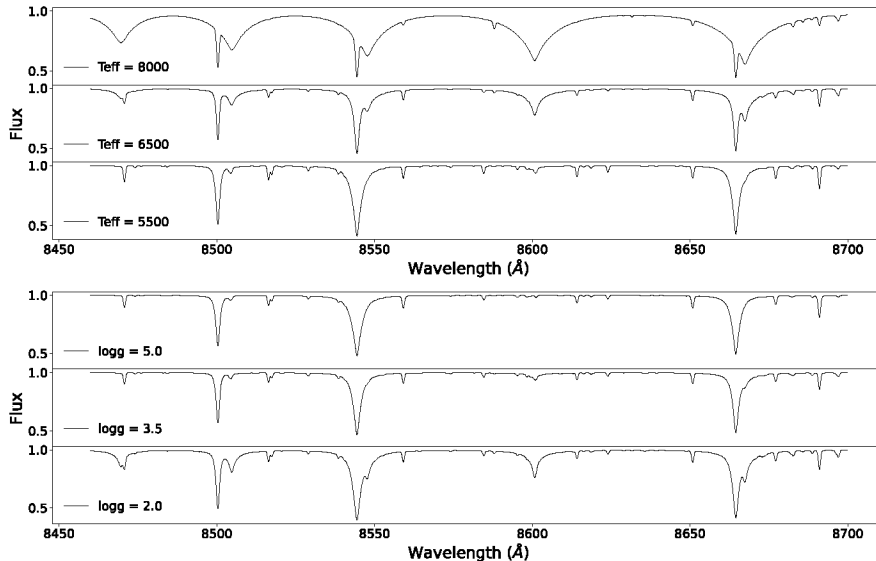 1.0
0.5
Teff = 8000
1.0
0.5
Teff = 6500
1.0
0.5
Teff = 5500
Flux
8450 8500 8550 8600 8650 8700
Wavelength (Å)
1.0
0.5
logg = 5.0
1.0
0.5
logg = 3.5
1.0
0.5
logg = 2.0
Flux
8450 8500 8550 8600 8650 8700
Wavelength (Å)